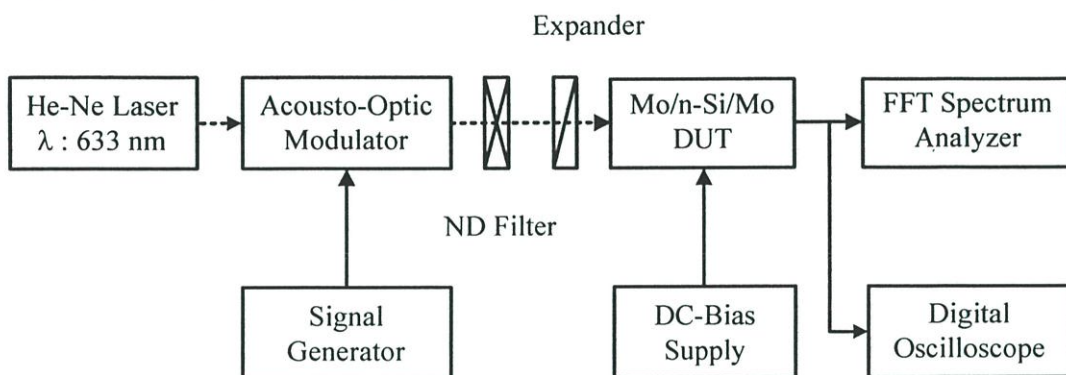 Expander
He-Ne Laser
λ : 633 nm
Acousto-Optic
Modulator
Mo/n-Si/Mo
DUT
FFT Spectrum
Analyzer
ND Filter
Signal
Generator
DC-Bias
Supply
Digital
Oscilloscope